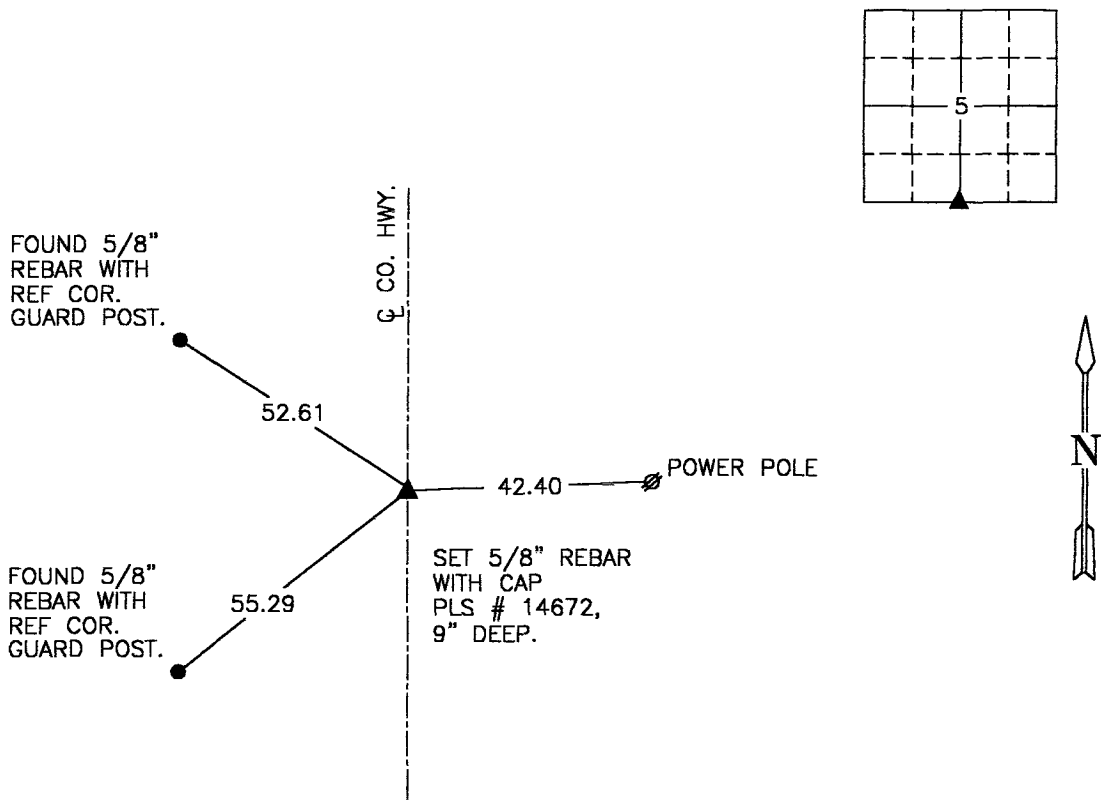 5
℄ CO. HWY.
FOUND 5/8"
REBAR WITH
REF COR.
GUARD POST.
52.61
N
POWER POLE
42.40
SET 5/8" REBAR
WITH CAP
PLS # 14672,
9" DEEP.
FOUND 5/8"
REBAR WITH
REF COR.
GUARD POST.
55.29